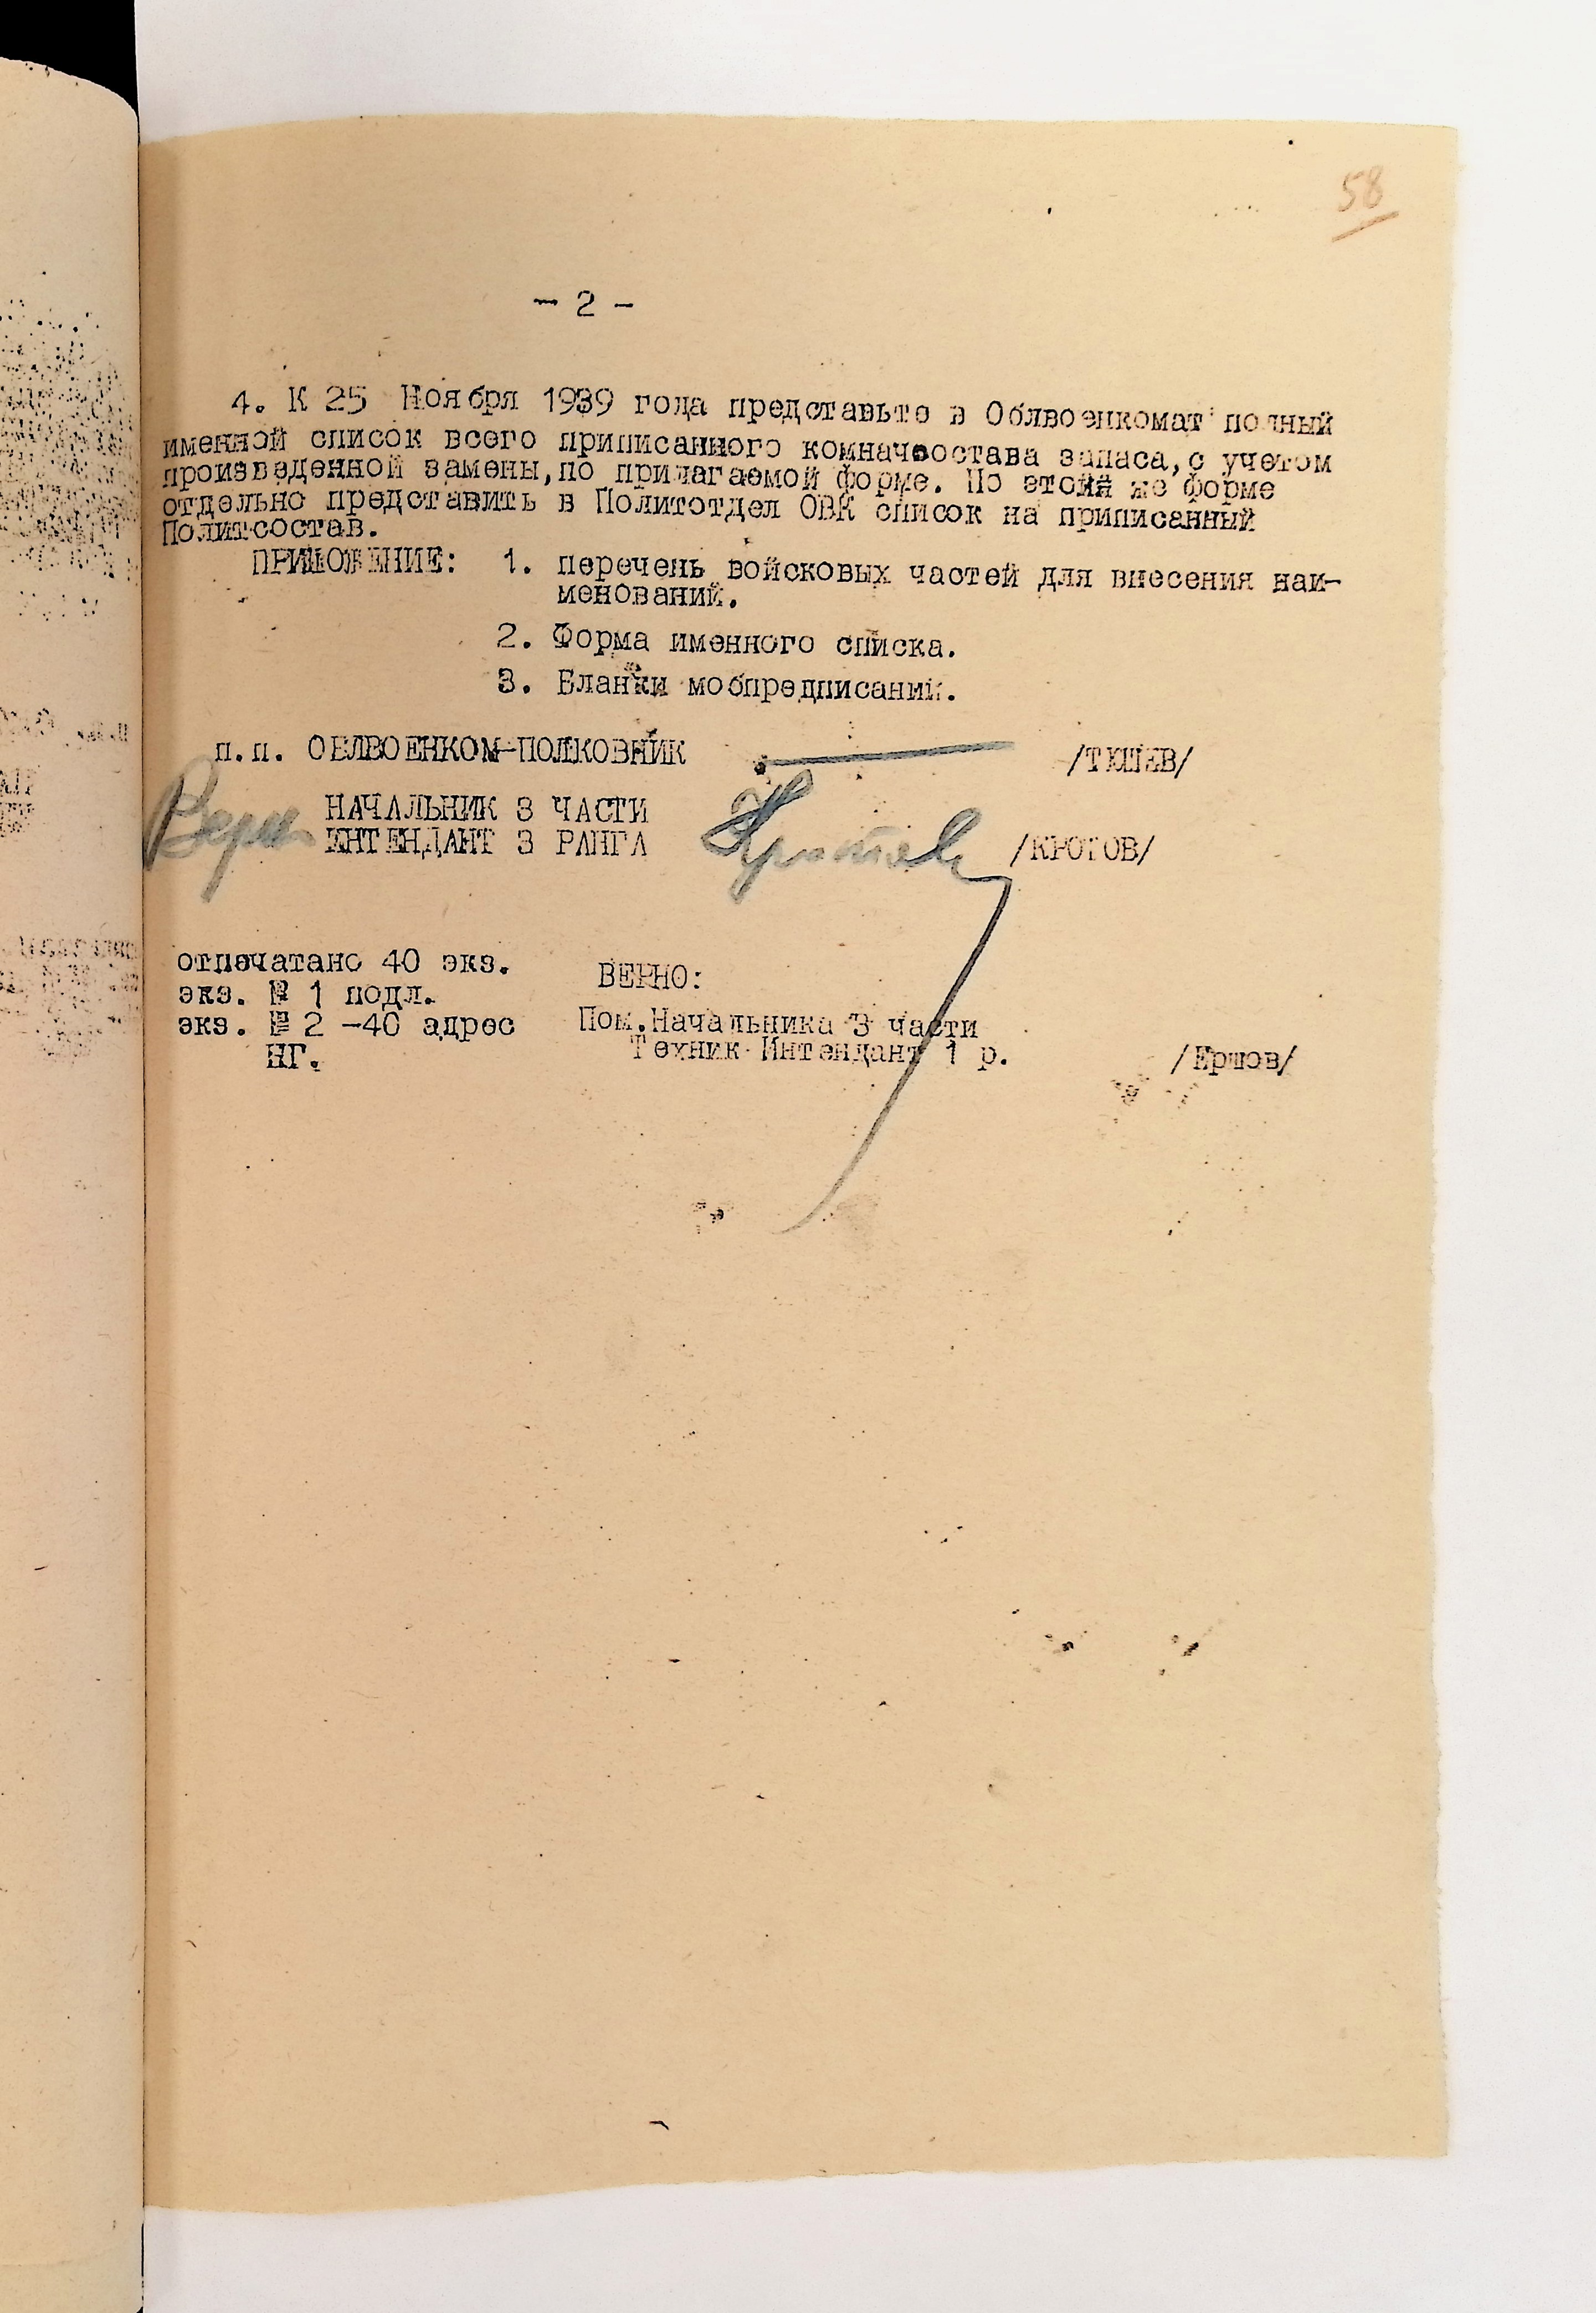 58
- 2 -
4. К 25 Ноября 1939 года представьте в Облвоенкомат полный
именной список всего приписанного комначсостава запаса, с учетом
произведенной замены, по прилагаемой форме. По этой же форме
отдельно представить в Политотдел ОВК список на приписанный
Политсостав.
ПРИЛОЖЕНИЕ: 1. перечень войсковых частей для внесения наи-
менований.
2. Форма именного списка.
3. Бланки мобпредписаний.
п.п. ОБЛВОЕНКОМ-ПОЛКОВНИК /ТЮШЕВ/
Верно НАЧАЛЬНИК 3 ЧАСТИ
ИНТЕНДАНТ 3 РАНГА Кротов /КРОТОВ/
отпечатано 40 экз.
экз. № 1 подл.
экз. № 2 -40 адрес
НГ.
ВЕРНО:
Пом. Начальника 3 части
Техник-Интендант 1 р. /Ершов/